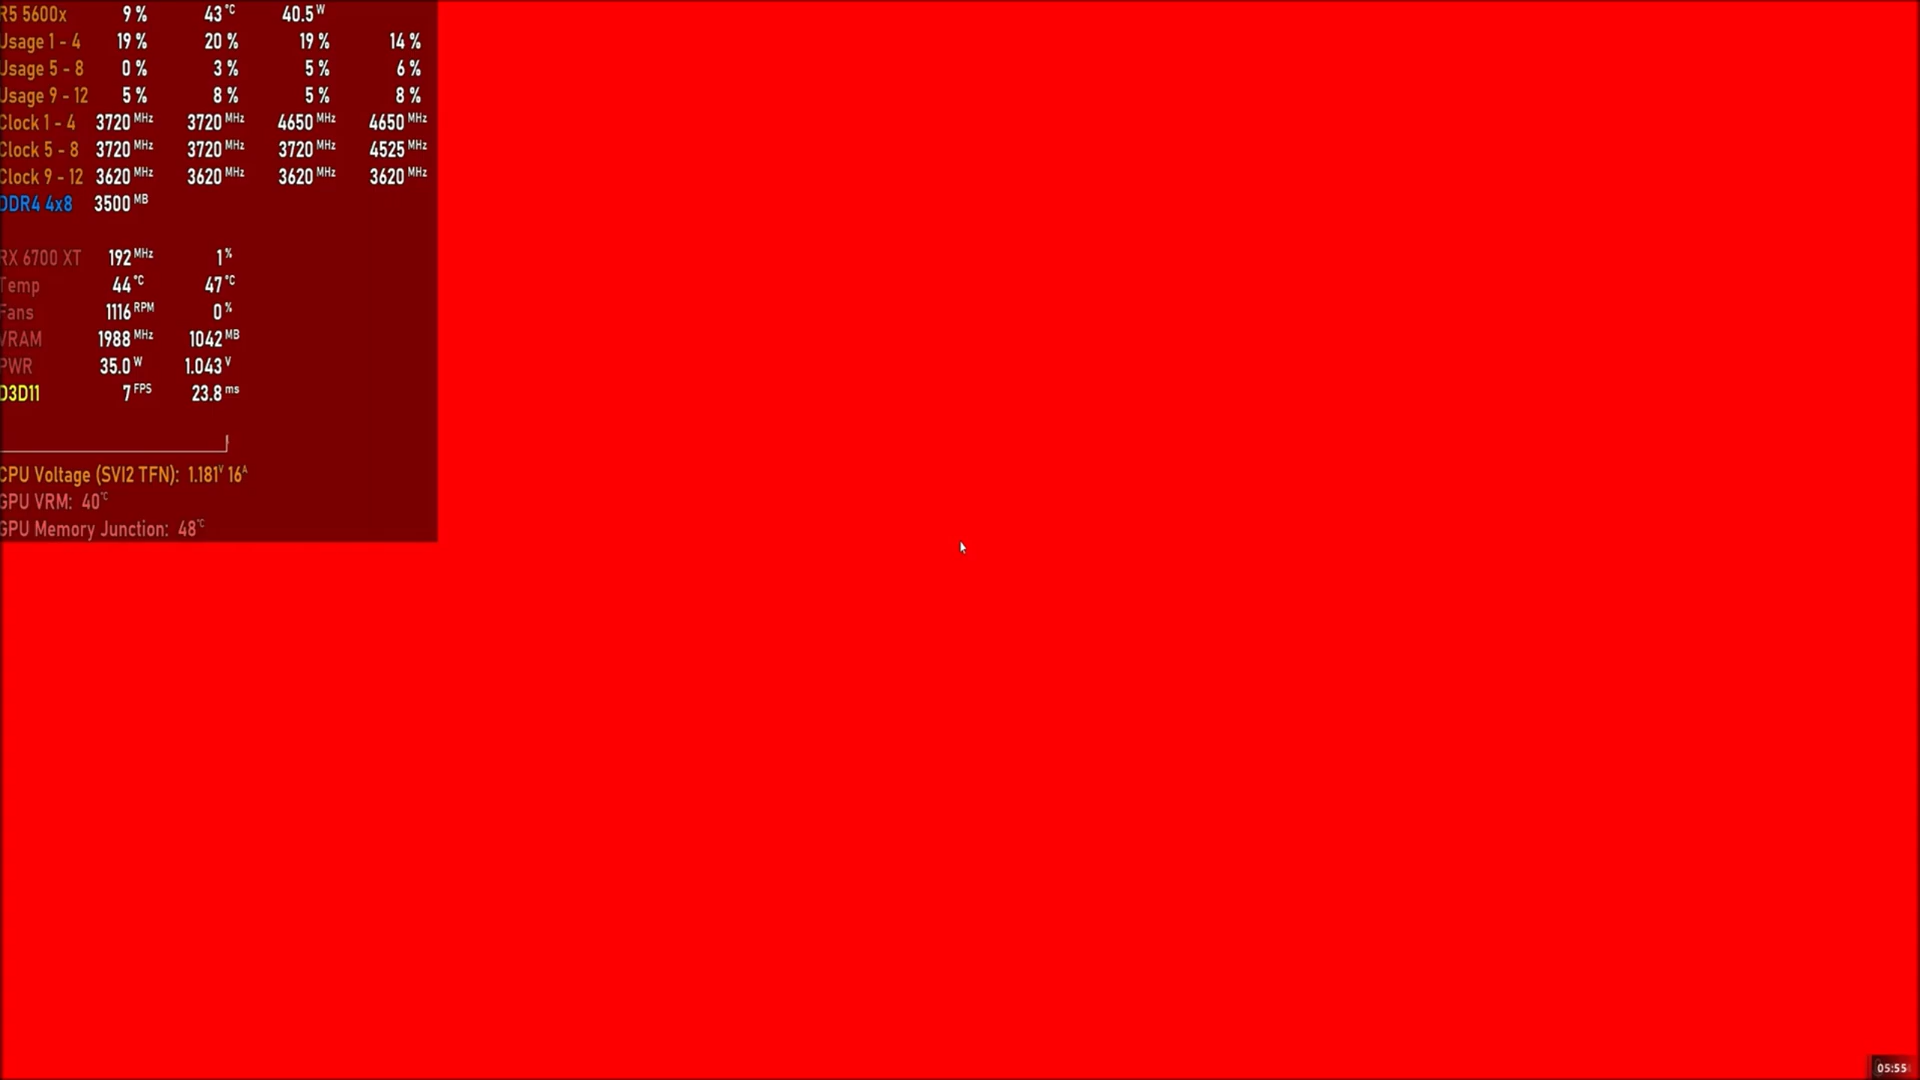 R5 5600x 9 % 43 °C 40.5 W
Usage 1 - 4 19 % 20 % 19 % 14 %
Usage 5 - 8 0 % 3 % 5 % 6 %
Usage 9 - 12 5 % 8 % 5 % 8 %
Clock 1 - 4 3720 MHz 3720 MHz 4650 MHz 4650 MHz
Clock 5 - 8 3720 MHz 3720 MHz 3720 MHz 4525 MHz
Clock 9 - 12 3620 MHz 3620 MHz 3620 MHz 3620 MHz
DDR4 4x8 3500 MB
RX 6700 XT 192 MHz 1 %
Temp 44 °C 47 °C
Fans 1116 RPM 0 %
VRAM 1988 MHz 1042 MB
PWR 35.0 W 1.043 V
D3D11 7 FPS 23.8 ms
CPU Voltage (SVI2 TFN): 1.181 V 16 A
GPU VRM: 40 °C
GPU Memory Junction: 48 °C
05:55